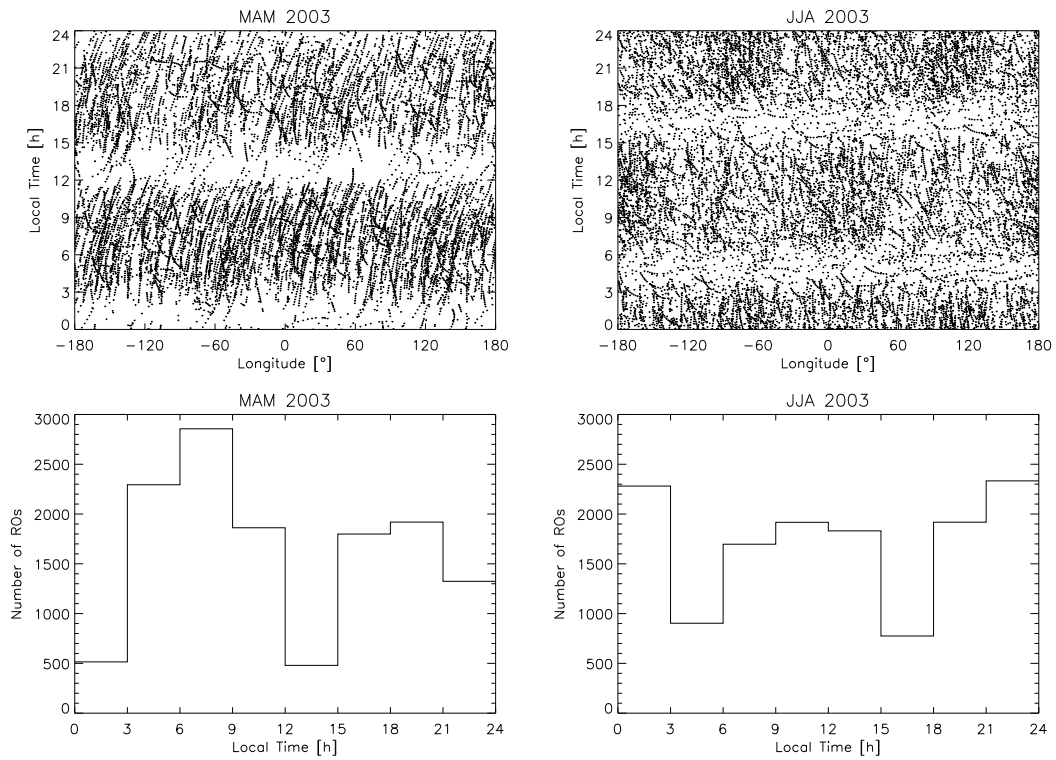 MAM 2003
24
21
18
15
12
9
6
3
0
Local Time [h]
−180 −120 −60 0 60 120 180
Longitude [°]
JJA 2003
24
21
18
15
12
9
6
3
0
Local Time [h]
−180 −120 −60 0 60 120 180
Longitude [°]
MAM 2003
3000
2500
2000
1500
1000
500
0
Number of ROs
0 3 6 9 12 15 18 21 24
Local Time [h]
JJA 2003
3000
2500
2000
1500
1000
500
0
Number of ROs
0 3 6 9 12 15 18 21 24
Local Time [h]